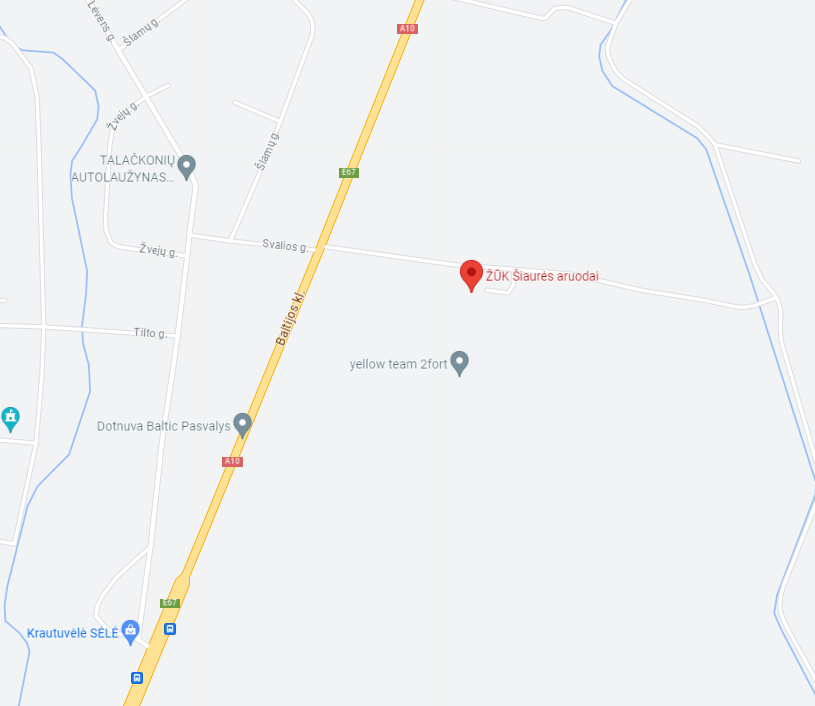 Lėvens g.
Šlamų g.
A10
Žvejų g.
Šlamų g.
TALAČKONIŲ
AUTOLAUŽYNAS...
E67
Žvejų g.
Svalios g.
ŽŪK Šiaurės aruodai
Baltijos kl.
Tilto g.
yellow team 2fort
Dotnuva Baltic Pasvalys
A10
E67
Krautuvėlė SĖLĖ